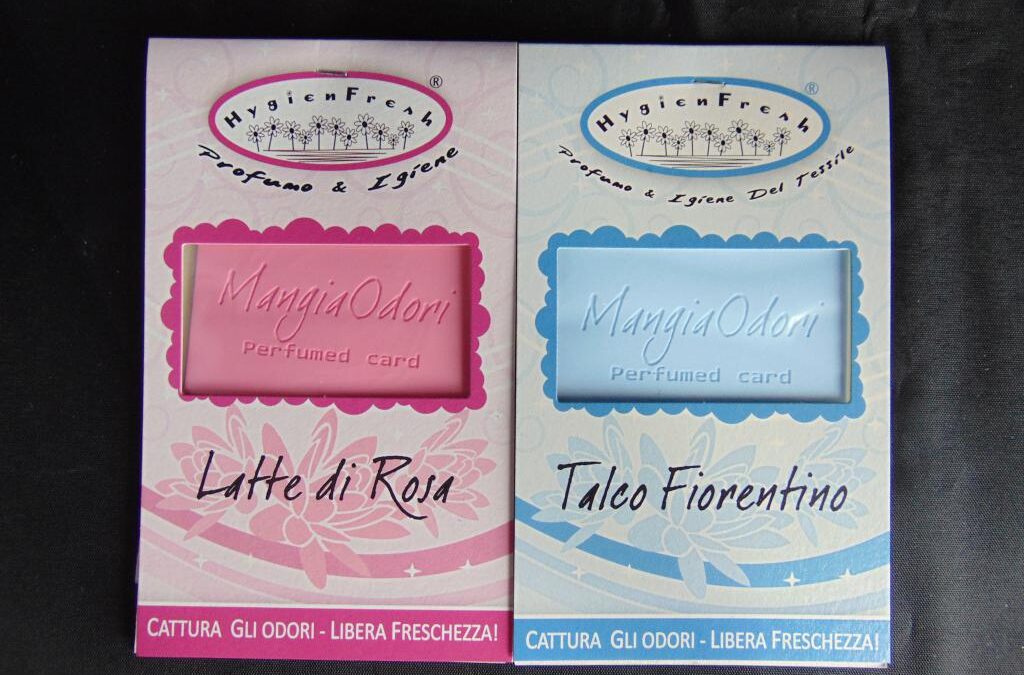 HygienFresh
®
Profumo & Igiene
MangiaOdori
Perfumed card
Latte di Rosa
CATTURA GLI ODORI - LIBERA FRESCHEZZA!
HygienFresh
®
Profumo & Igiene Del Tessile
MangiaOdori
Perfumed card
Talco Fiorentino
CATTURA GLI ODORI - LIBERA FRESCHEZZA!